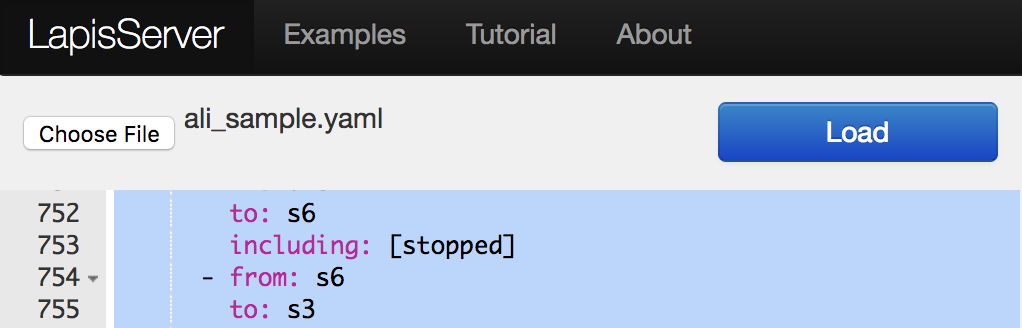 LapisServer Examples Tutorial About
Choose File ali_sample.yaml Load
752 to: s6
753 including: [stopped]
754 - from: s6
755 to: s3